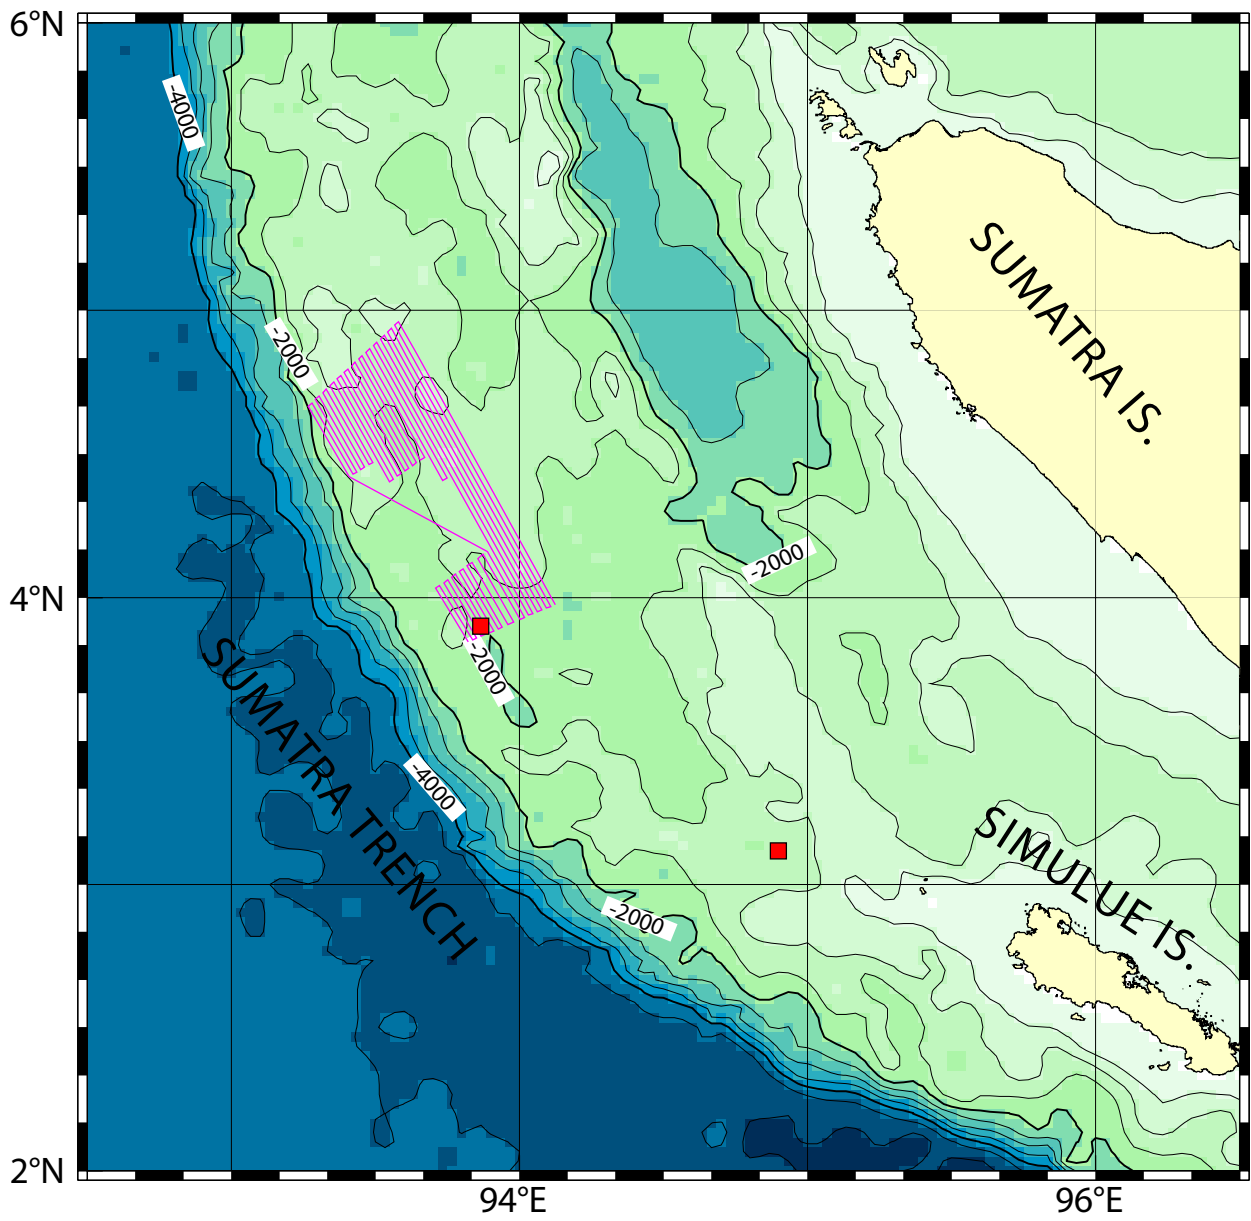 6°N
-4000
SUMATRA IS.
-2000
-2000
4°N
-2000
SUMATRA TRENCH
-4000
SIMULUE IS.
-2000
2°N
94°E
96°E